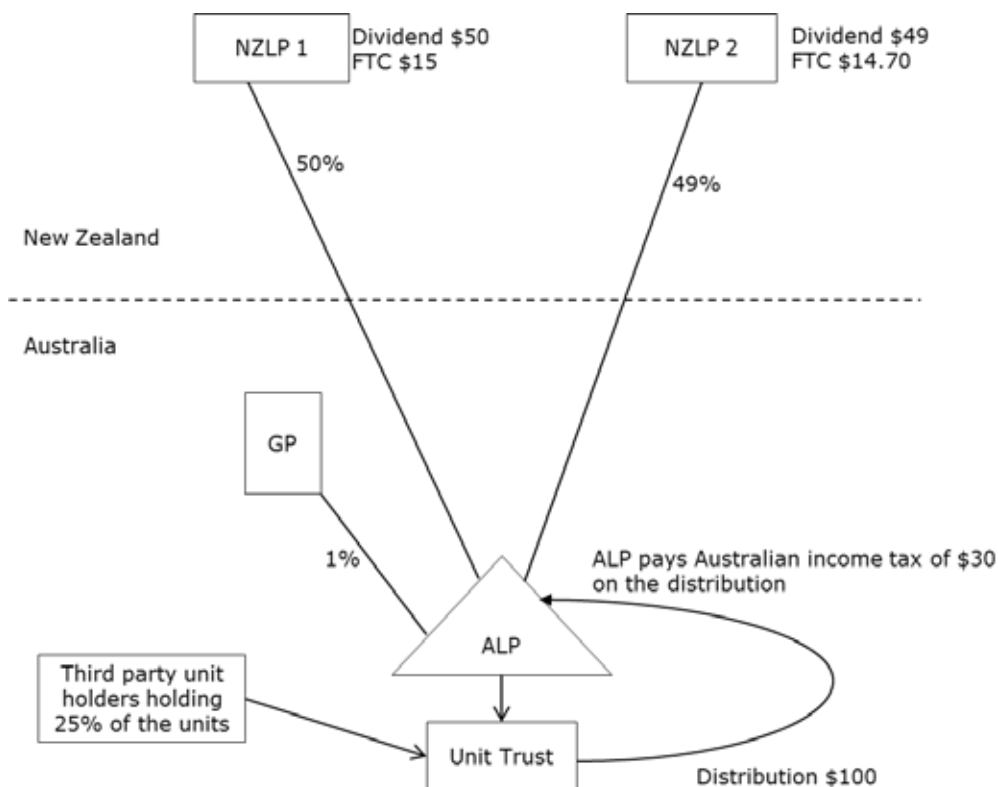 NZLP 1
Dividend $50
FTC $15
NZLP 2
Dividend $49
FTC $14.70
50%
49%
New Zealand
Australia
GP
1%
ALP pays Australian income tax of $30
on the distribution
ALP
Third party unit
holders holding
25% of the units
Unit Trust
Distribution $100